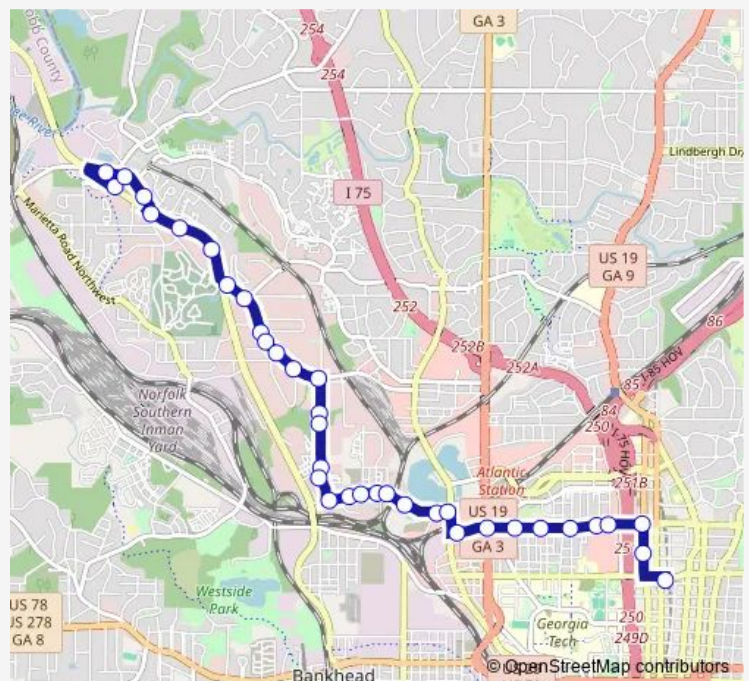 GA 3
254
254
Cobb County
I 75
Lindbergh Dr
US 19
GA 9
Marietta Road Northwest
252
252B
252A
86
I-85 HOV
85
84
250
I-75 HOV
251B
Norfolk
Southern
Inman
Yard
Atlantic
Station
US 19
GA 3
25
Westside
Park
US 78
US 278
GA 8
Georgia
Tech
250
249D
Bankhead
© OpenStreetMap contributors